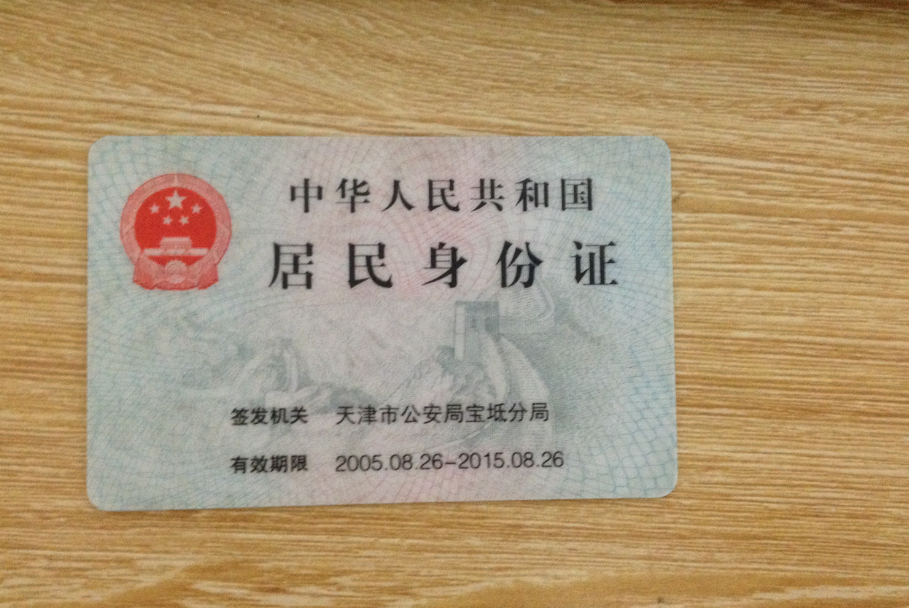 中华人民共和国
居民身份证
签发机关 天津市公安局宝坻分局
有效期限 2005.08.26-2015.08.26